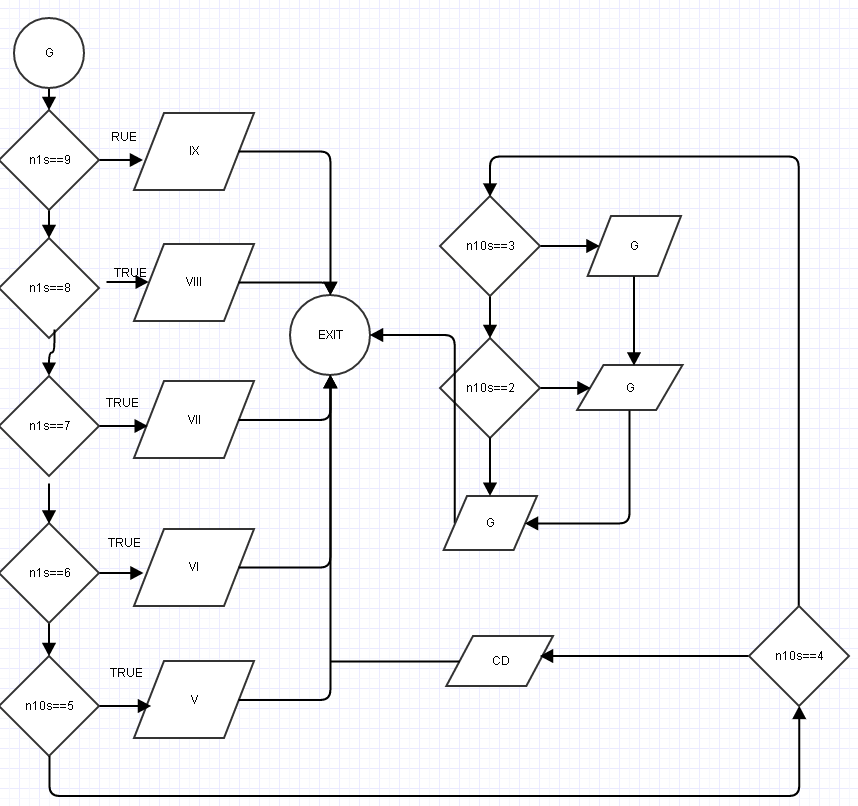 G
n1s==9
RUE
IX
n1s==8
TRUE
VIII
n1s==7
TRUE
VII
n1s==6
TRUE
VI
n10s==5
TRUE
V
EXIT
n10s==3
G
n10s==2
G
G
CD
n10s==4